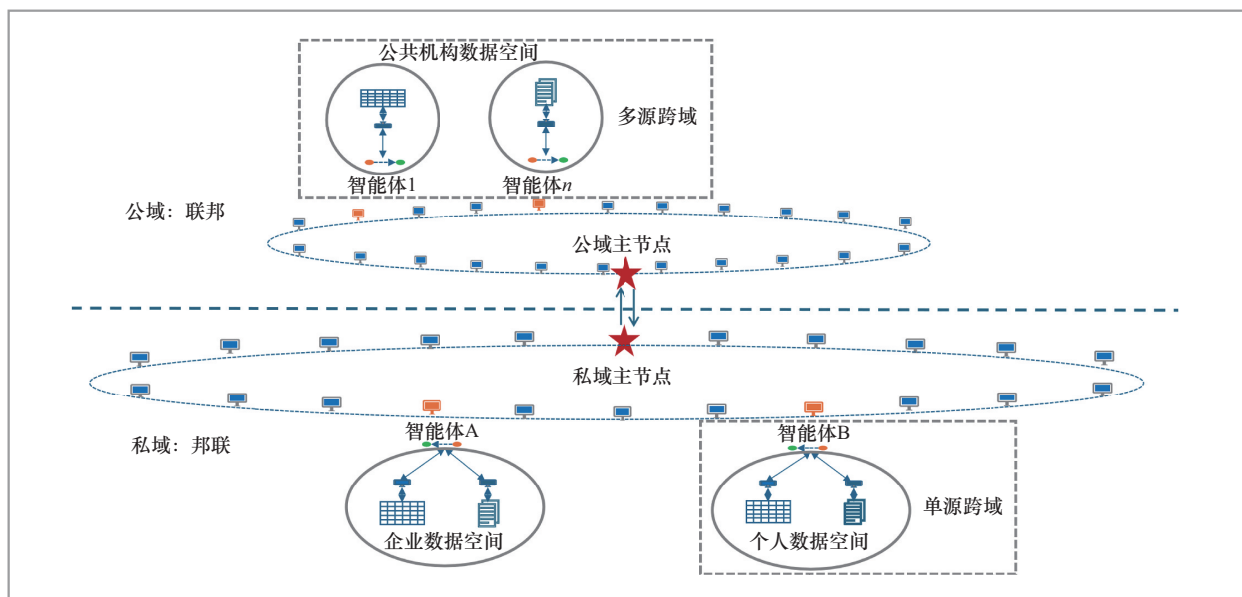 公共机构数据空间
多源跨域
智能体1
智能体n
公域：联邦
公域主节点
私域主节点
私域：邦联
智能体A
智能体B
单源跨域
企业数据空间
个人数据空间